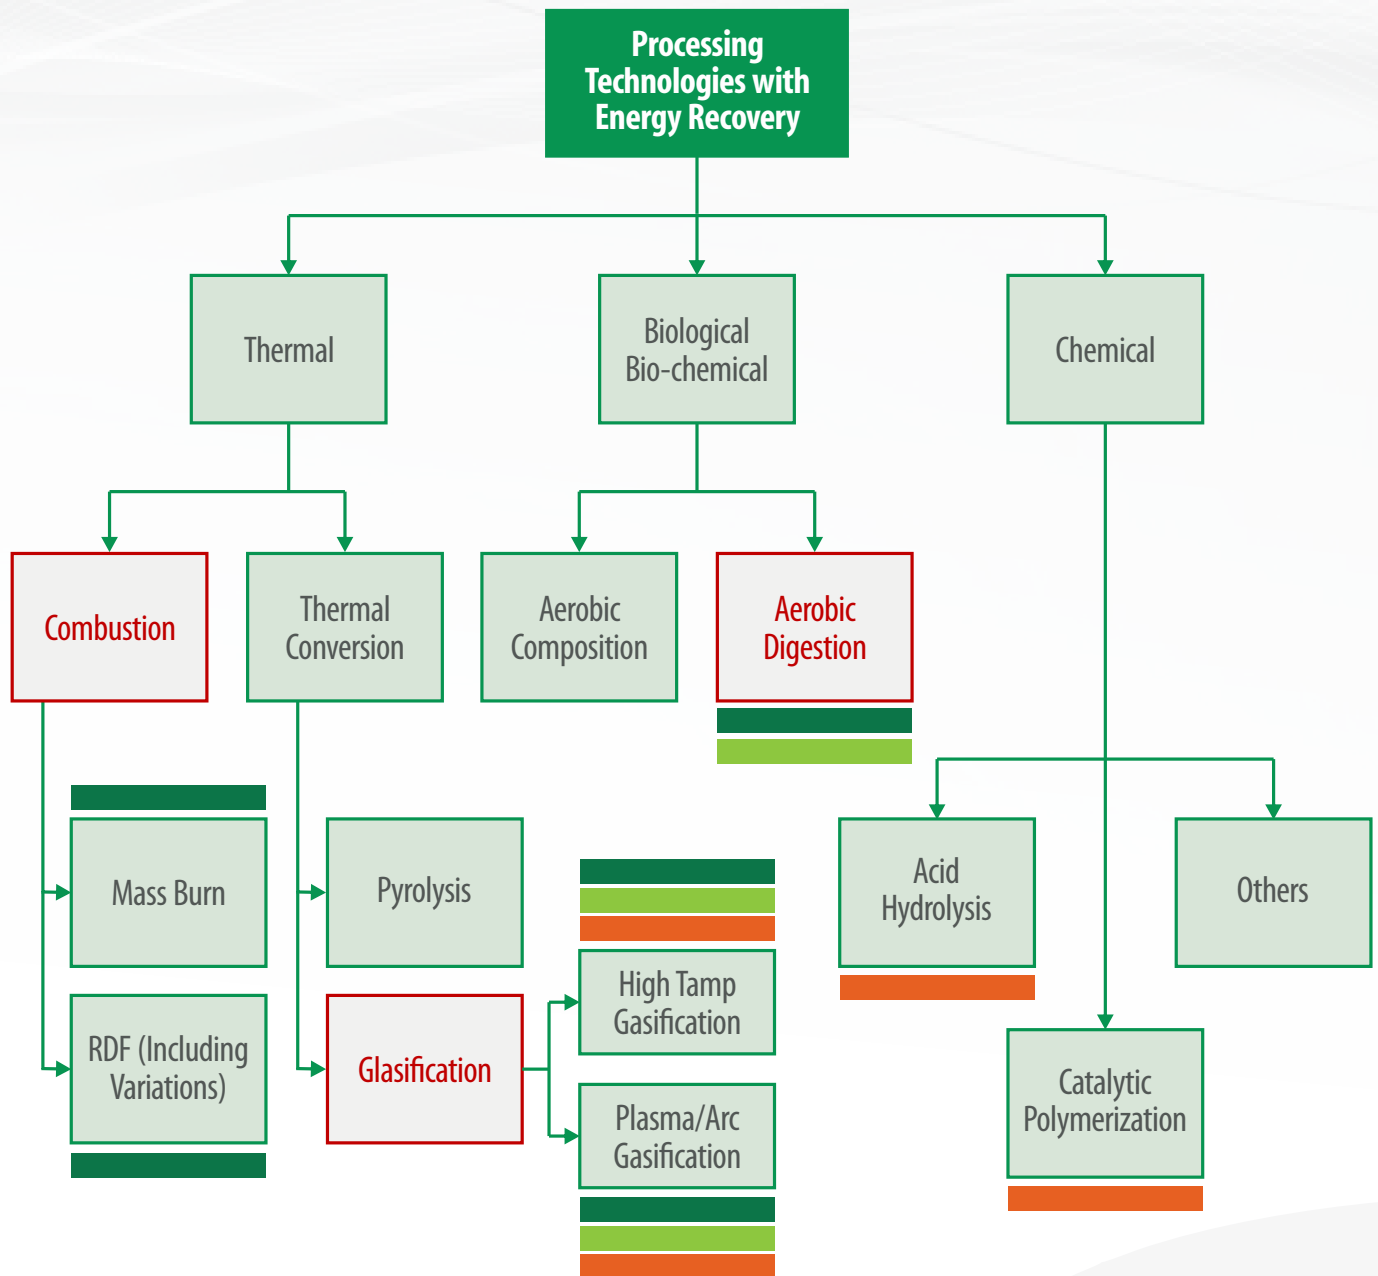 Processing
Technologies with
Energy Recovery
Thermal
Biological
Bio-chemical
Chemical
Combustion
Thermal
Conversion
Aerobic
Composition
Aerobic
Digestion
Mass Burn
Pyrolysis
Acid
Hydrolysis
Others
High Tamp
Gasification
RDF (Including
Variations)
Glasification
Plasma/Arc
Gasification
Catalytic
Polymerization